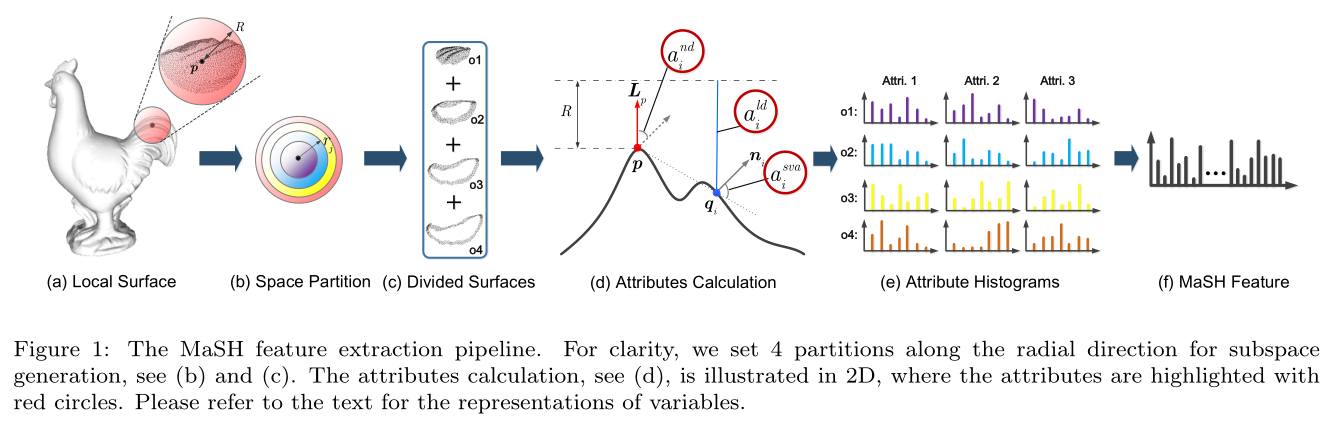 R
p
r_j
o1
+
o2
+
o3
+
o4
a_i^{nd}
L_p
R
a_i^{ld}
p
n_i
a_i^{sva}
q_i
Attri. 1 Attri. 2 Attri. 3
o1:
o2:
o3:
o4:
...
(a) Local Surface (b) Space Partition (c) Divided Surfaces (d) Attributes Calculation (e) Attribute Histograms (f) MaSH Feature
Figure 1: The MaSH feature extraction pipeline. For clarity, we set 4 partitions along the radial direction for subspace
generation, see (b) and (c). The attributes calculation, see (d), is illustrated in 2D, where the attributes are highlighted with
red circles. Please refer to the text for the representations of variables.